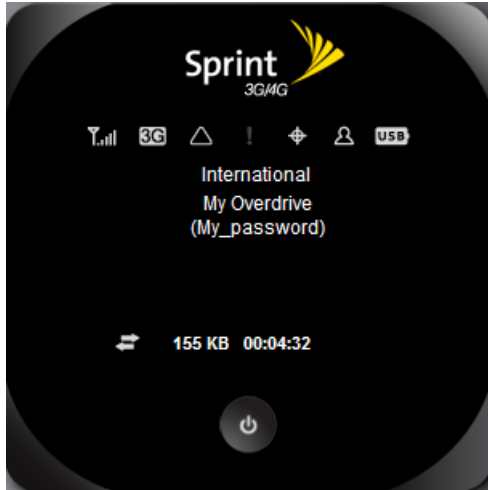 Sprint
3G/4G
3G USB
International
My Overdrive
(My_password)
155 KB 00:04:32